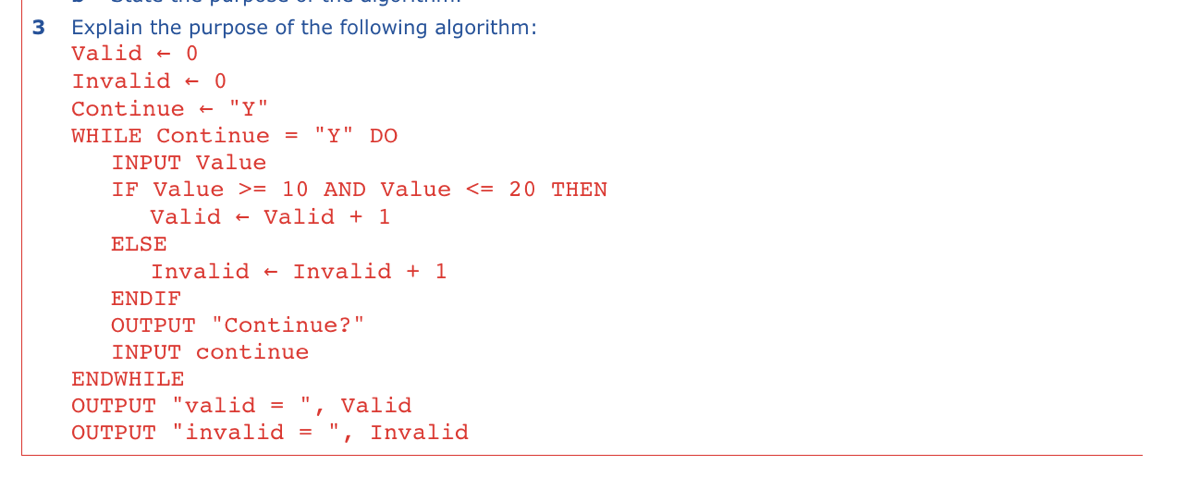 3 Explain the purpose of the following algorithm:
Valid ← 0
Invalid ← 0
Continue ← "Y"
WHILE Continue = "Y" DO
INPUT Value
IF Value >= 10 AND Value <= 20 THEN
Valid ← Valid + 1
ELSE
Invalid ← Invalid + 1
ENDIF
OUTPUT "Continue?"
INPUT continue
ENDWHILE
OUTPUT "valid = ", Valid
OUTPUT "invalid = ", Invalid